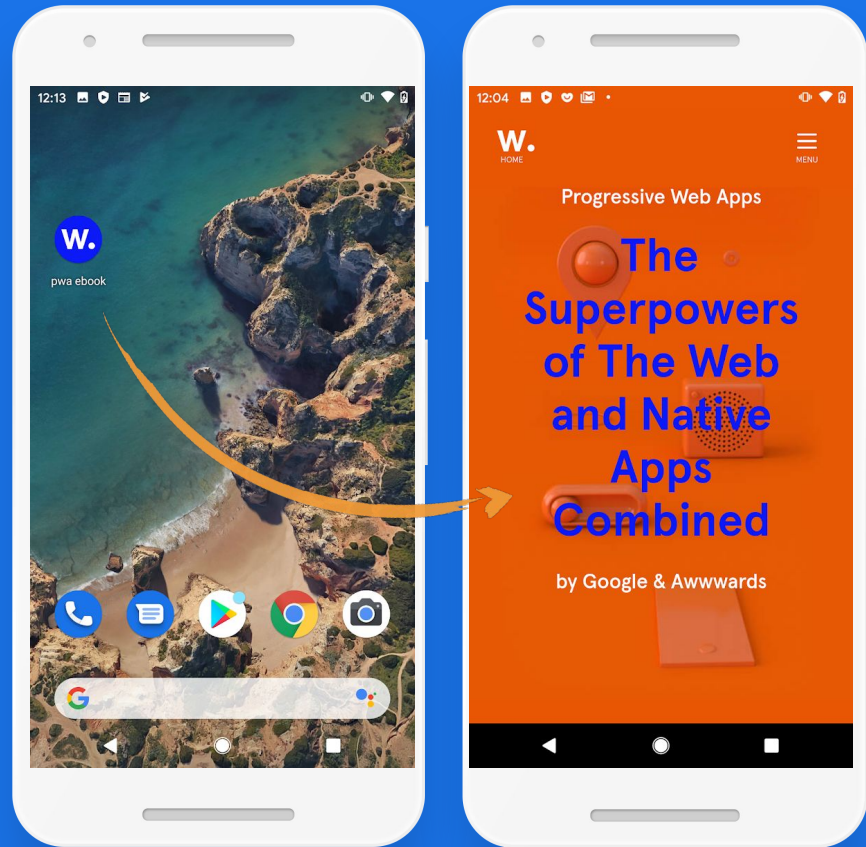 12:13
W.
pwa ebook
12:04
W.
HOME
MENU
Progressive Web Apps
The
Superpowers
of The Web
and Native
Apps
Combined
by Google & Awwwards
G